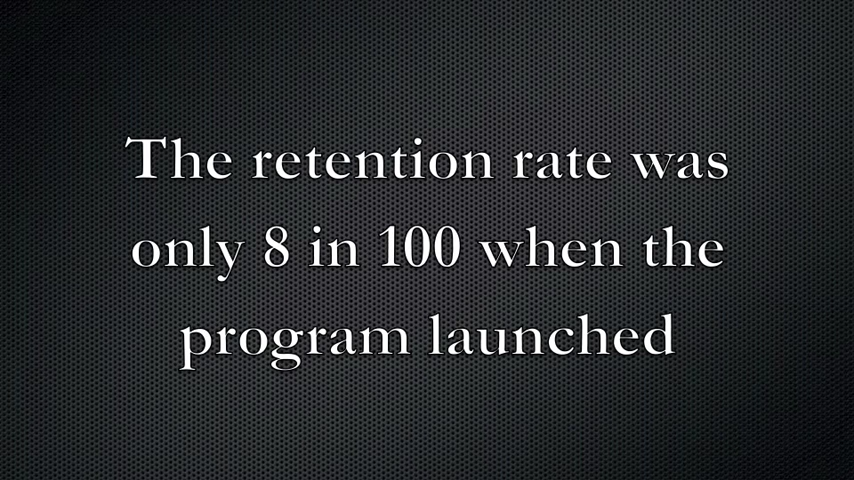 The retention rate was
only 8 in 100 when the
program launched